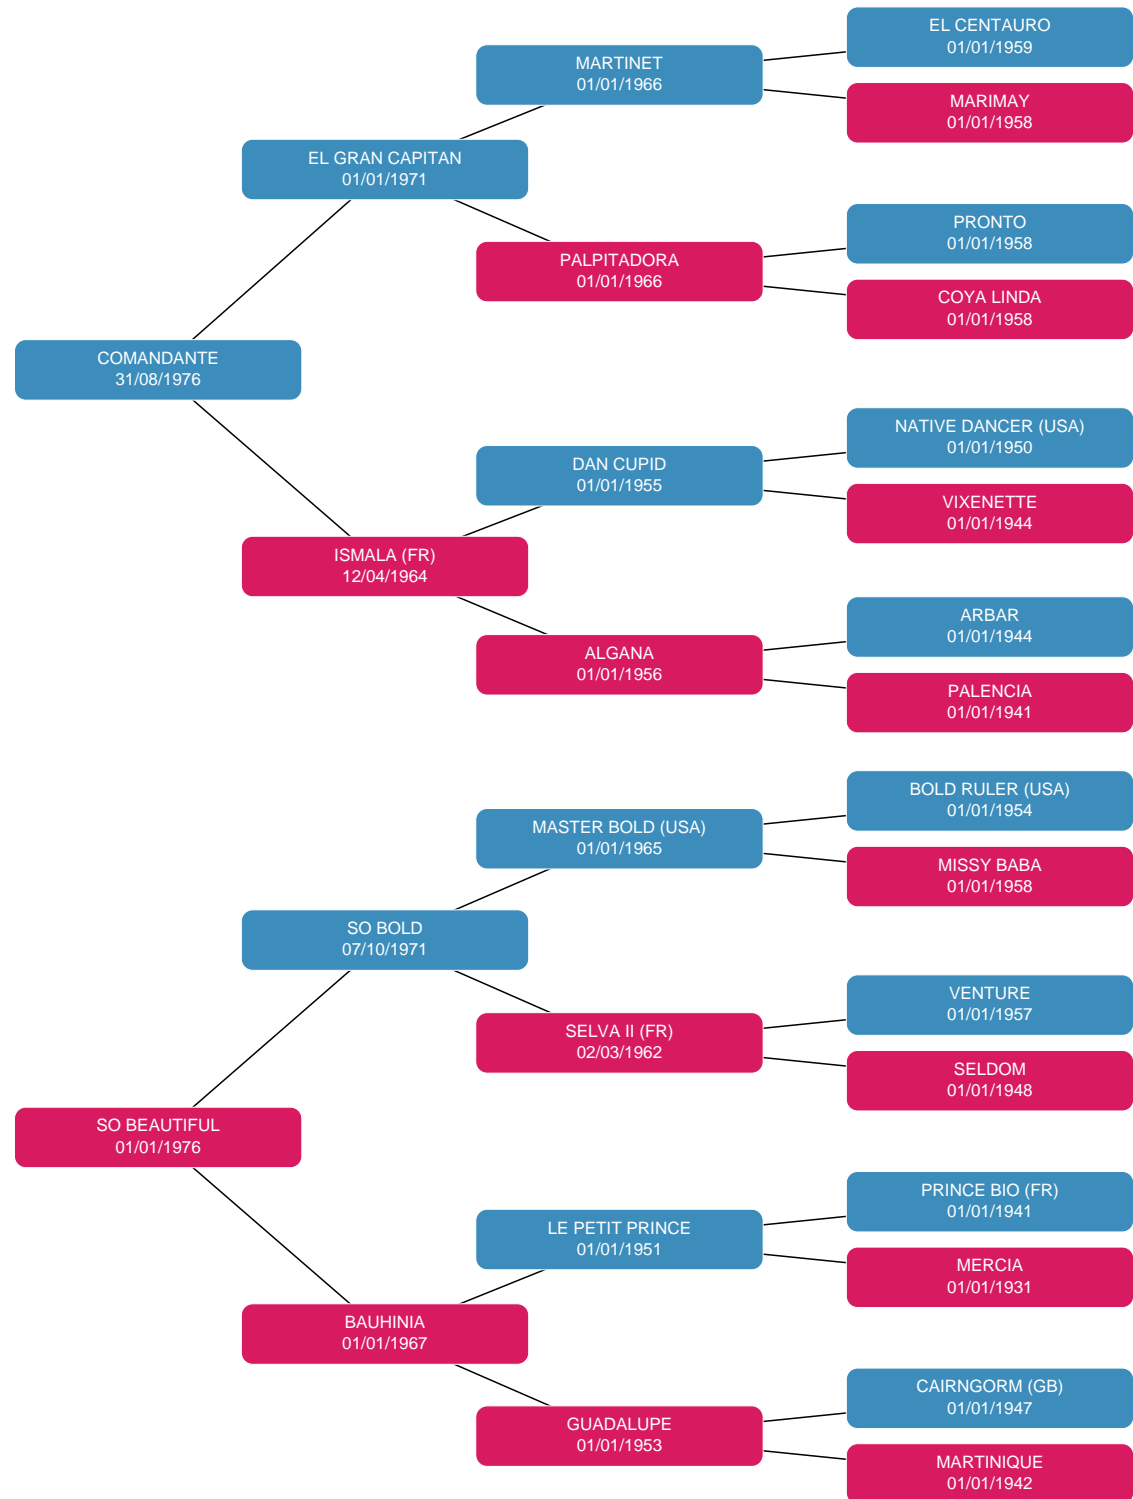 EL CENTAURO
01/01/1959
MARTINET
01/01/1966
MARIMAY
01/01/1958
EL GRAN CAPITAN
01/01/1971
PRONTO
01/01/1958
PALPITADORA
01/01/1966
COYA LINDA
01/01/1958
COMANDANTE
31/08/1976
NATIVE DANCER (USA)
01/01/1950
DAN CUPID
01/01/1955
VIXENETTE
01/01/1944
ISMALA (FR)
12/04/1964
ARBAR
01/01/1944
ALGANA
01/01/1956
PALENCIA
01/01/1941
BOLD RULER (USA)
01/01/1954
MASTER BOLD (USA)
01/01/1965
MISSY BABA
01/01/1958
SO BOLD
07/10/1971
VENTURE
01/01/1957
SELVA II (FR)
02/03/1962
SELDOM
01/01/1948
SO BEAUTIFUL
01/01/1976
PRINCE BIO (FR)
01/01/1941
LE PETIT PRINCE
01/01/1951
MERCIA
01/01/1931
BAUHINIA
01/01/1967
CAIRNGORM (GB)
01/01/1947
GUADALUPE
01/01/1953
MARTINIQUE
01/01/1942